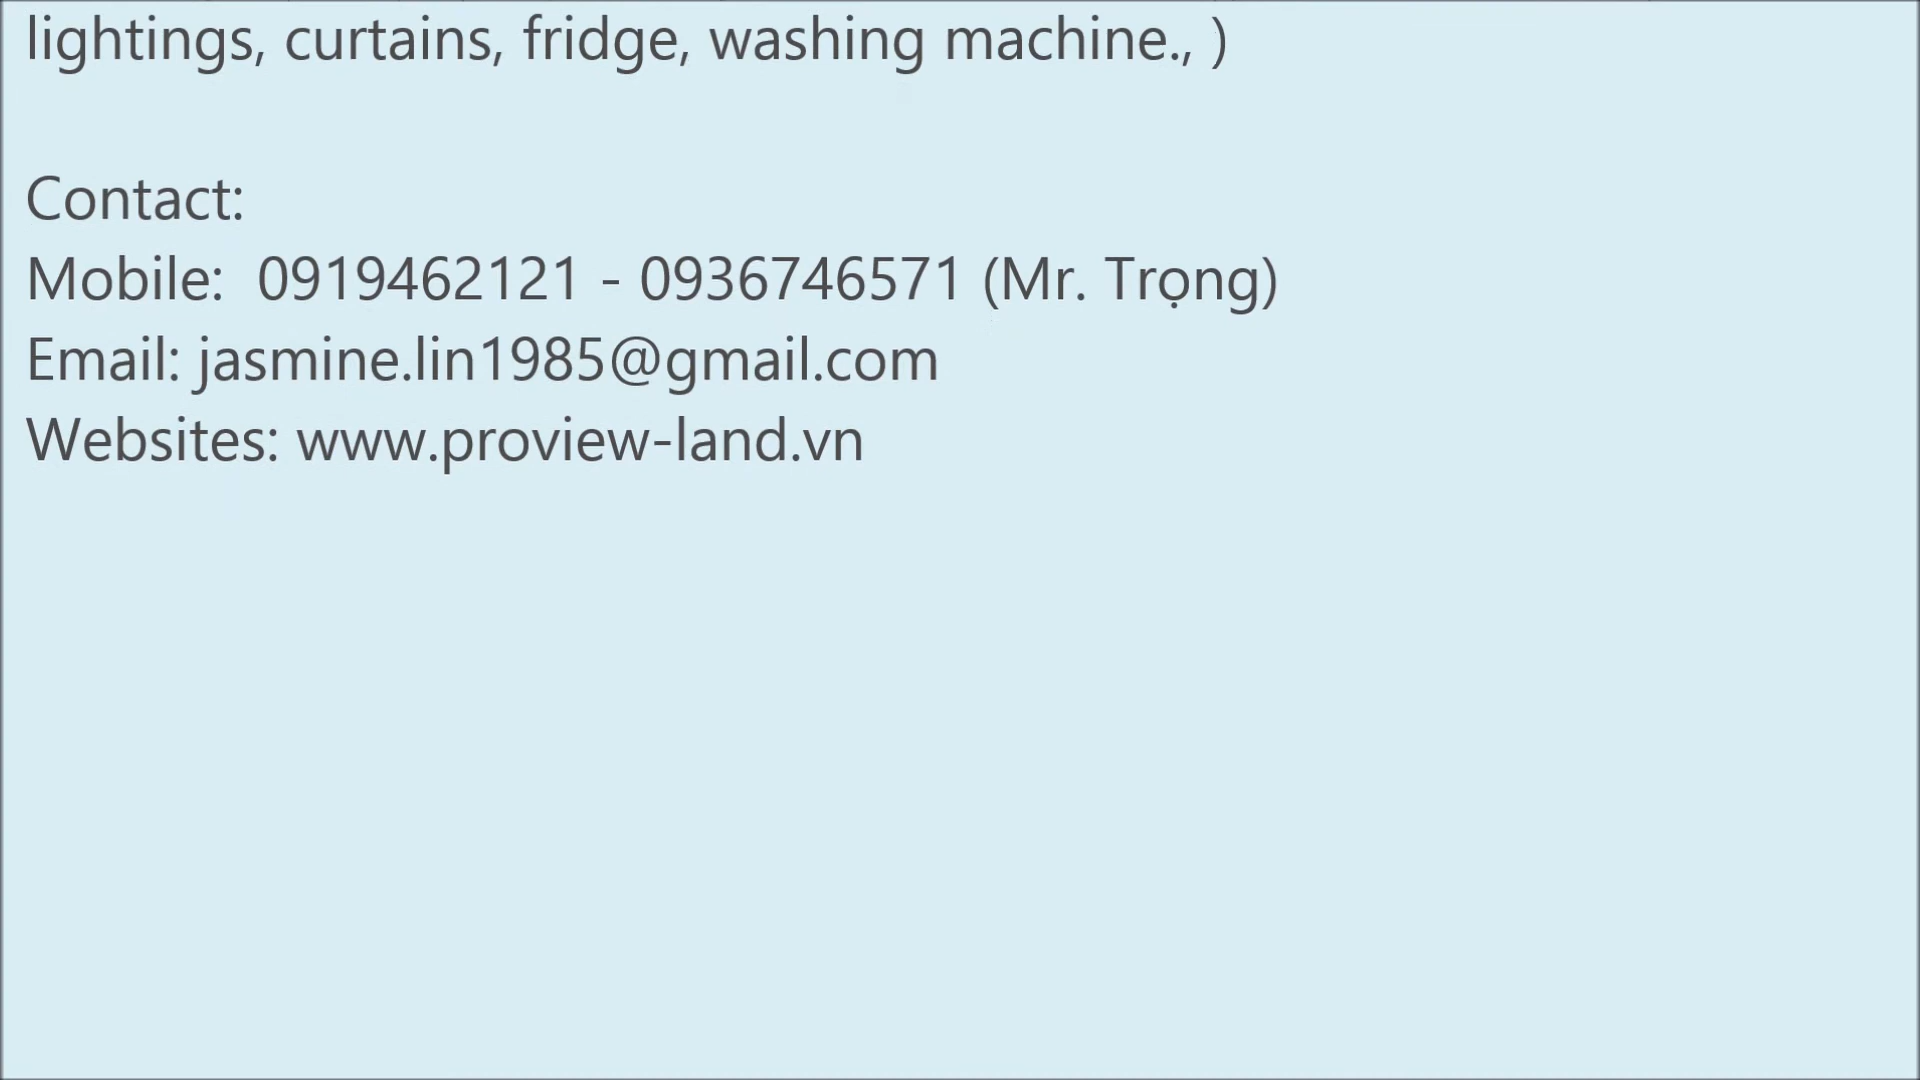 lightings, curtains, fridge, washing machine., )
Contact:
Mobile:  0919462121 - 0936746571 (Mr. Trọng)
Email: jasmine.lin1985@gmail.com
Websites: www.proview-land.vn